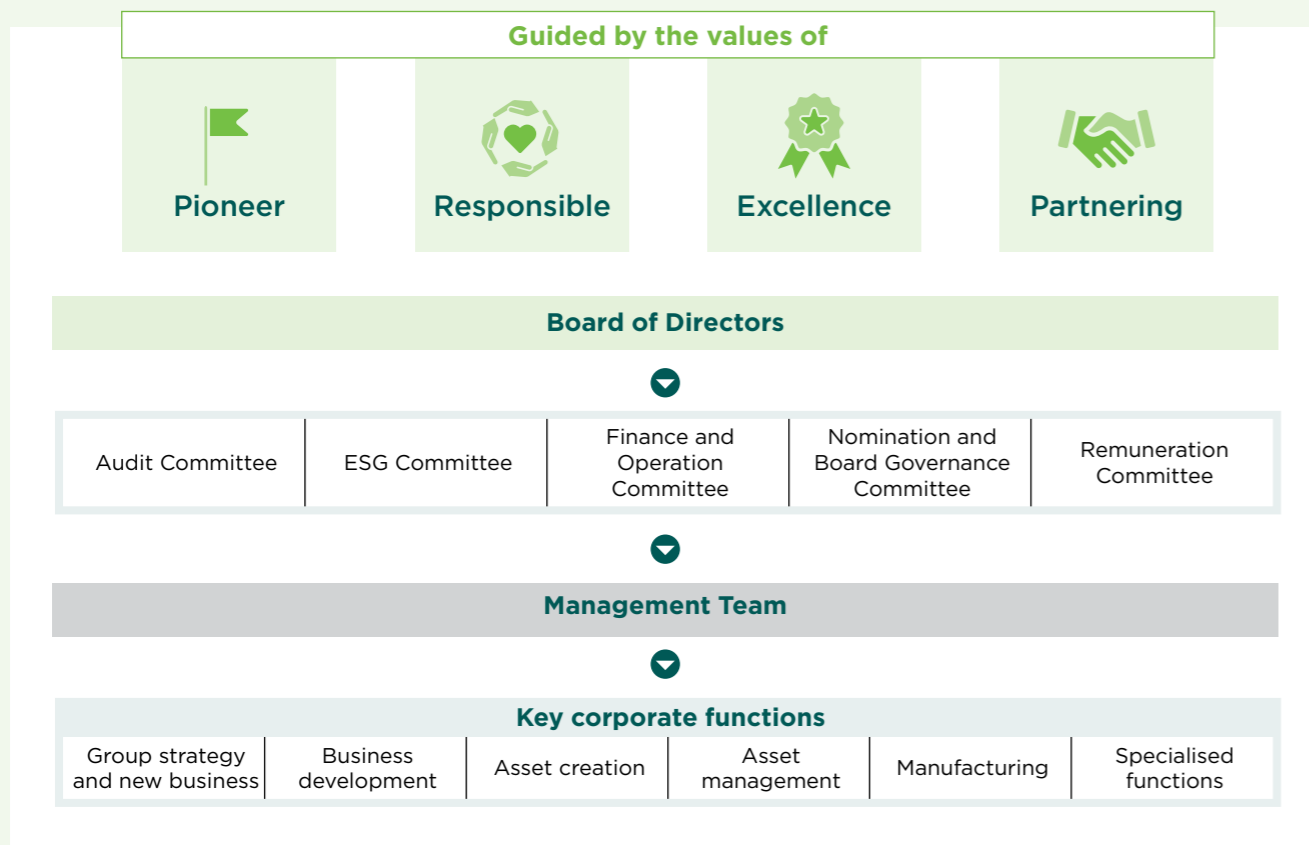 Guided by the values of
Pioneer
Responsible
Excellence
Partnering
Board of Directors
Audit Committee
ESG Committee
Finance and
Operation
Committee
Nomination and
Board Governance
Committee
Remuneration
Committee
Management Team
Key corporate functions
Group strategy
and new business
Business
development
Asset creation
Asset
management
Manufacturing
Specialised
functions